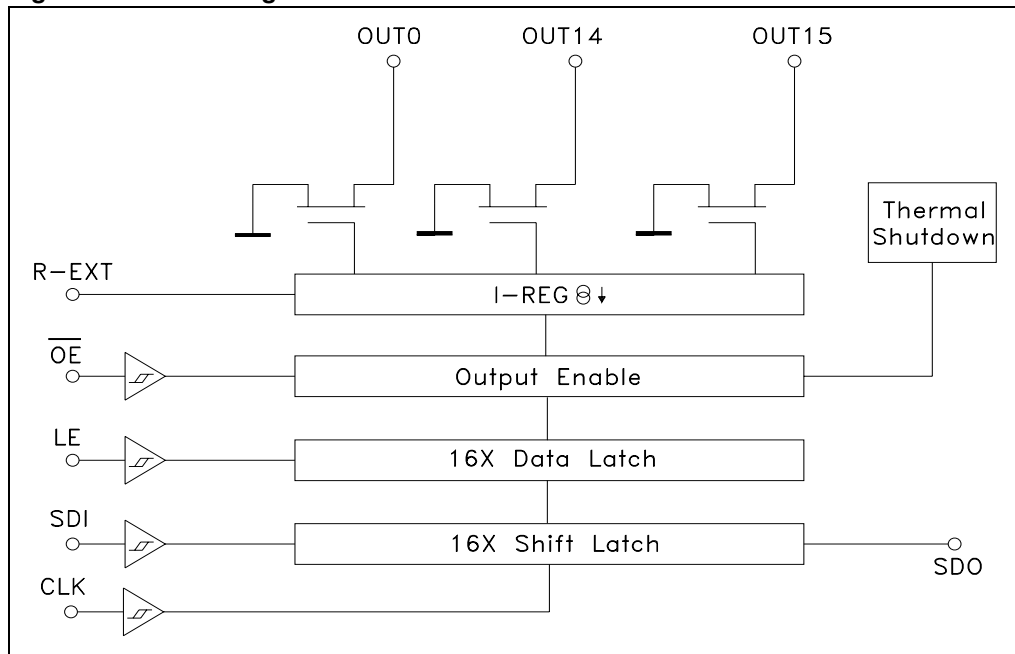 OUT0 OUT14 OUT15
Thermal
Shutdown
R-EXT
I-REG
OE
Output Enable
LE
16X Data Latch
SDI
16X Shift Latch
SDO
CLK